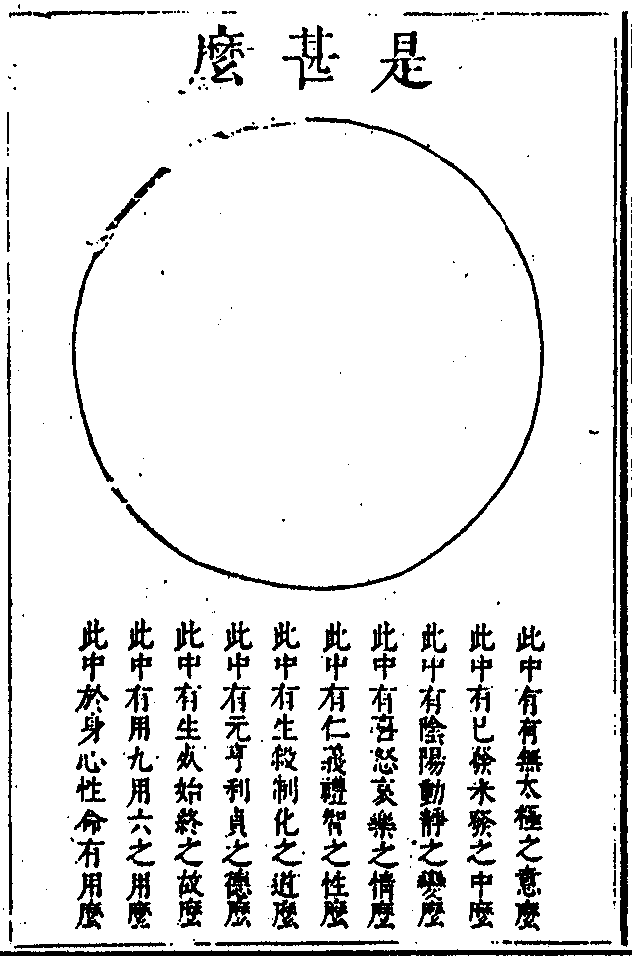 是甚麼
此中有有無太極之意麼
此中有已發未發之中麼
此中有陰陽動靜之變麼
此中有喜怒哀樂之情麼
此中有仁義禮智之性麼
此中有生殺制化之道麼
此中有元亨利貞之德麼
此中有生死始終之故麼
此中有用九用六之用麼
此中於身心性命有用麼